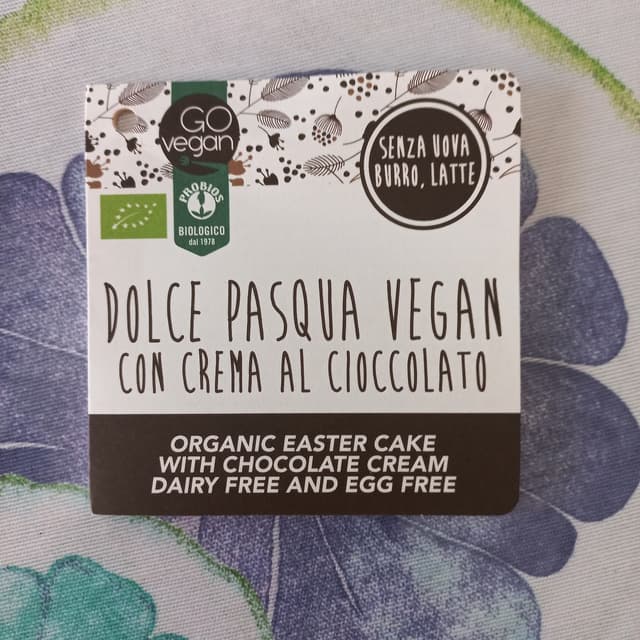 GO
vegan
PROBIOS
BIOLOGICO
dal 1978
SENZA UOVA
BURRO, LATTE
DOLCE PASQUA VEGAN
CON CREMA AL CIOCCOLATO
ORGANIC EASTER CAKE
WITH CHOCOLATE CREAM
DAIRY FREE AND EGG FREE